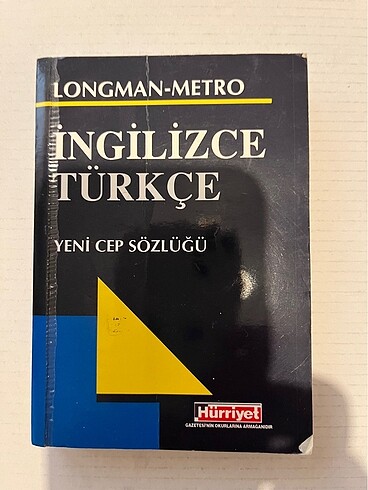 LONGMAN-METRO
İNGİLİZCE
TÜRKÇE
YENİ CEP SÖZLÜĞÜ
Hürriyet
GAZETESİ'NİN OKURLARINA ARMAĞANIDIR